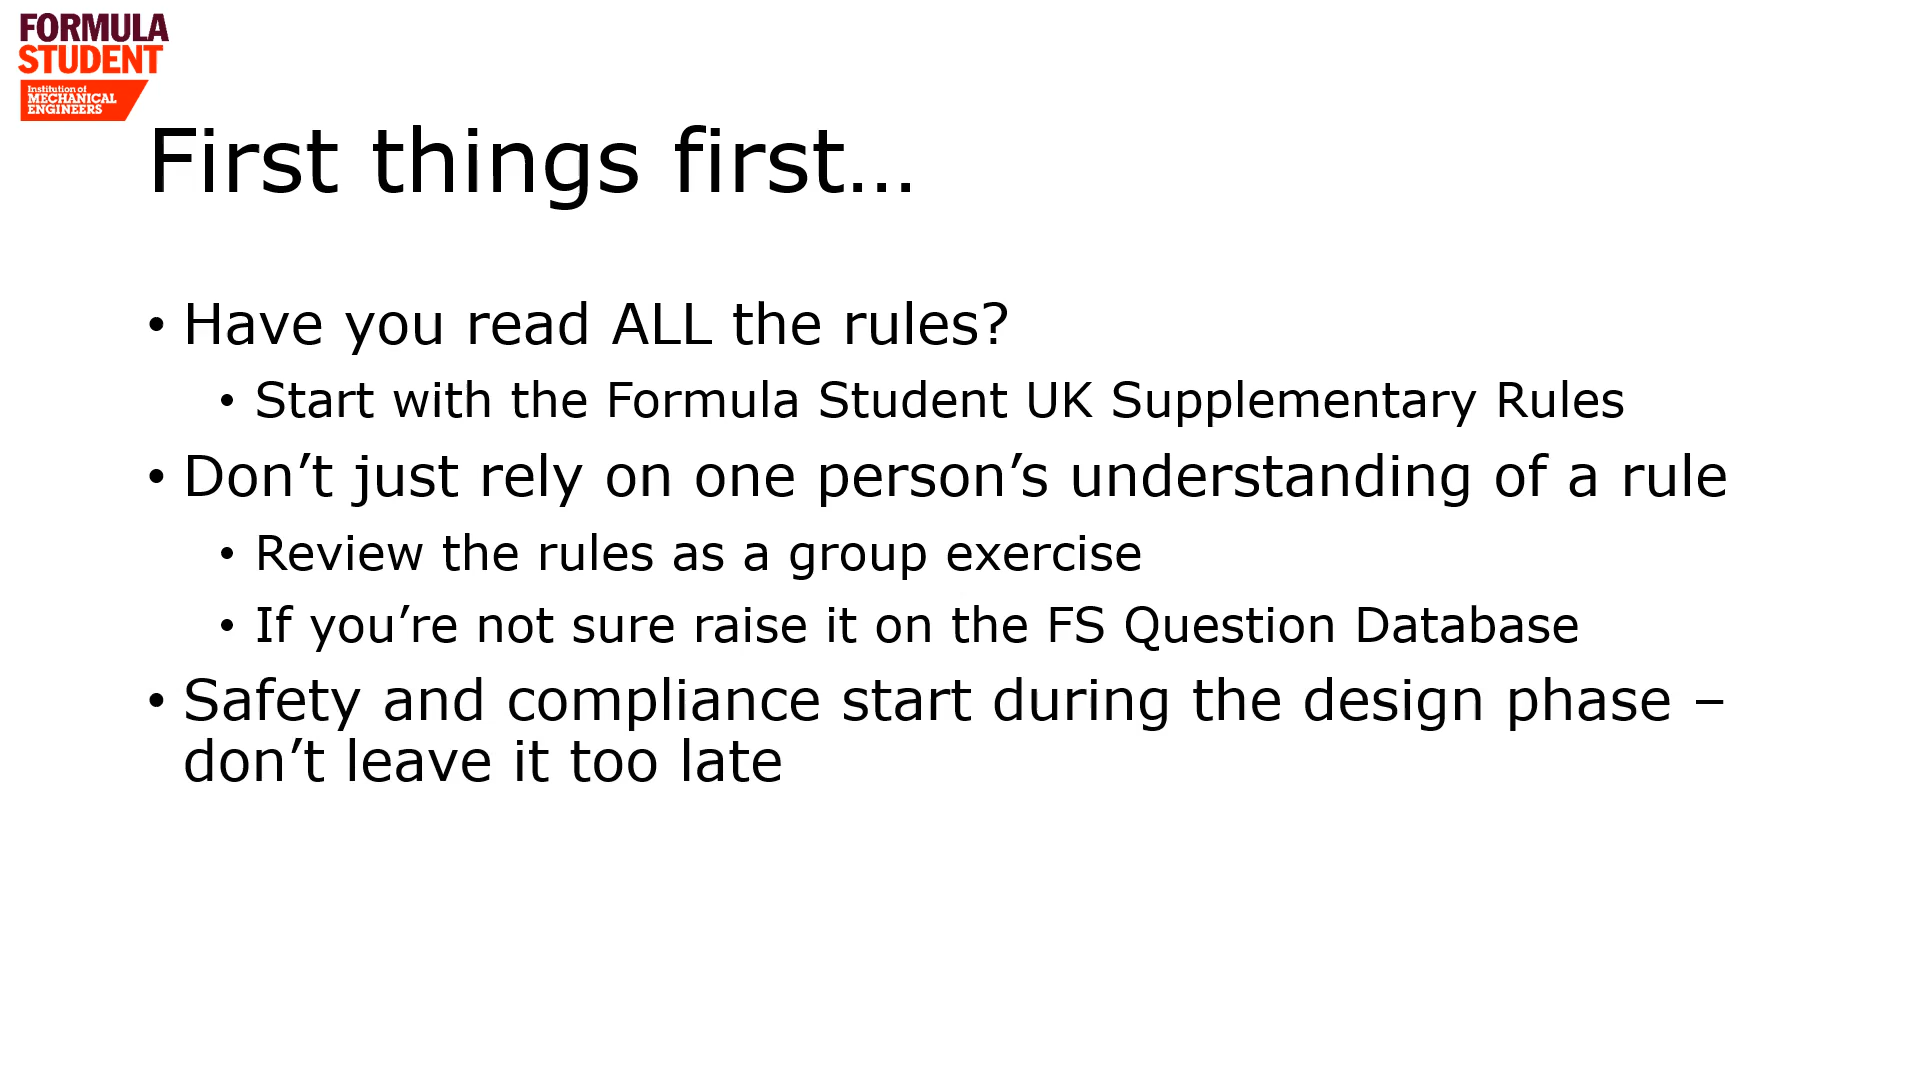 FORMULA
STUDENT
Institution of
MECHANICAL
ENGINEERS
First things first…
• Have you read ALL the rules?
• Start with the Formula Student UK Supplementary Rules
• Don’t just rely on one person’s understanding of a rule
• Review the rules as a group exercise
• If you’re not sure raise it on the FS Question Database
• Safety and compliance start during the design phase –
don’t leave it too late